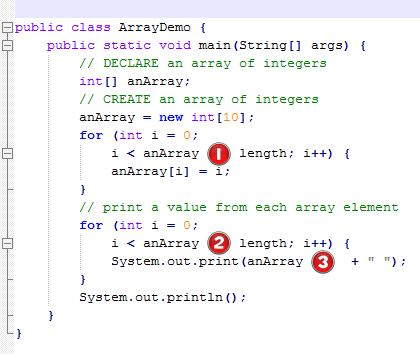 public class ArrayDemo {
public static void main(String[] args) {
// DECLARE an array of integers
int[] anArray;
// CREATE an array of integers
anArray = new int[10];
for (int i = 0;
i < anArray 1 length; i++) {
anArray[i] = i;
}
// print a value from each array element
for (int i = 0;
i < anArray 2 length; i++) {
System.out.print(anArray 3 + " ");
}
System.out.println();
}
}